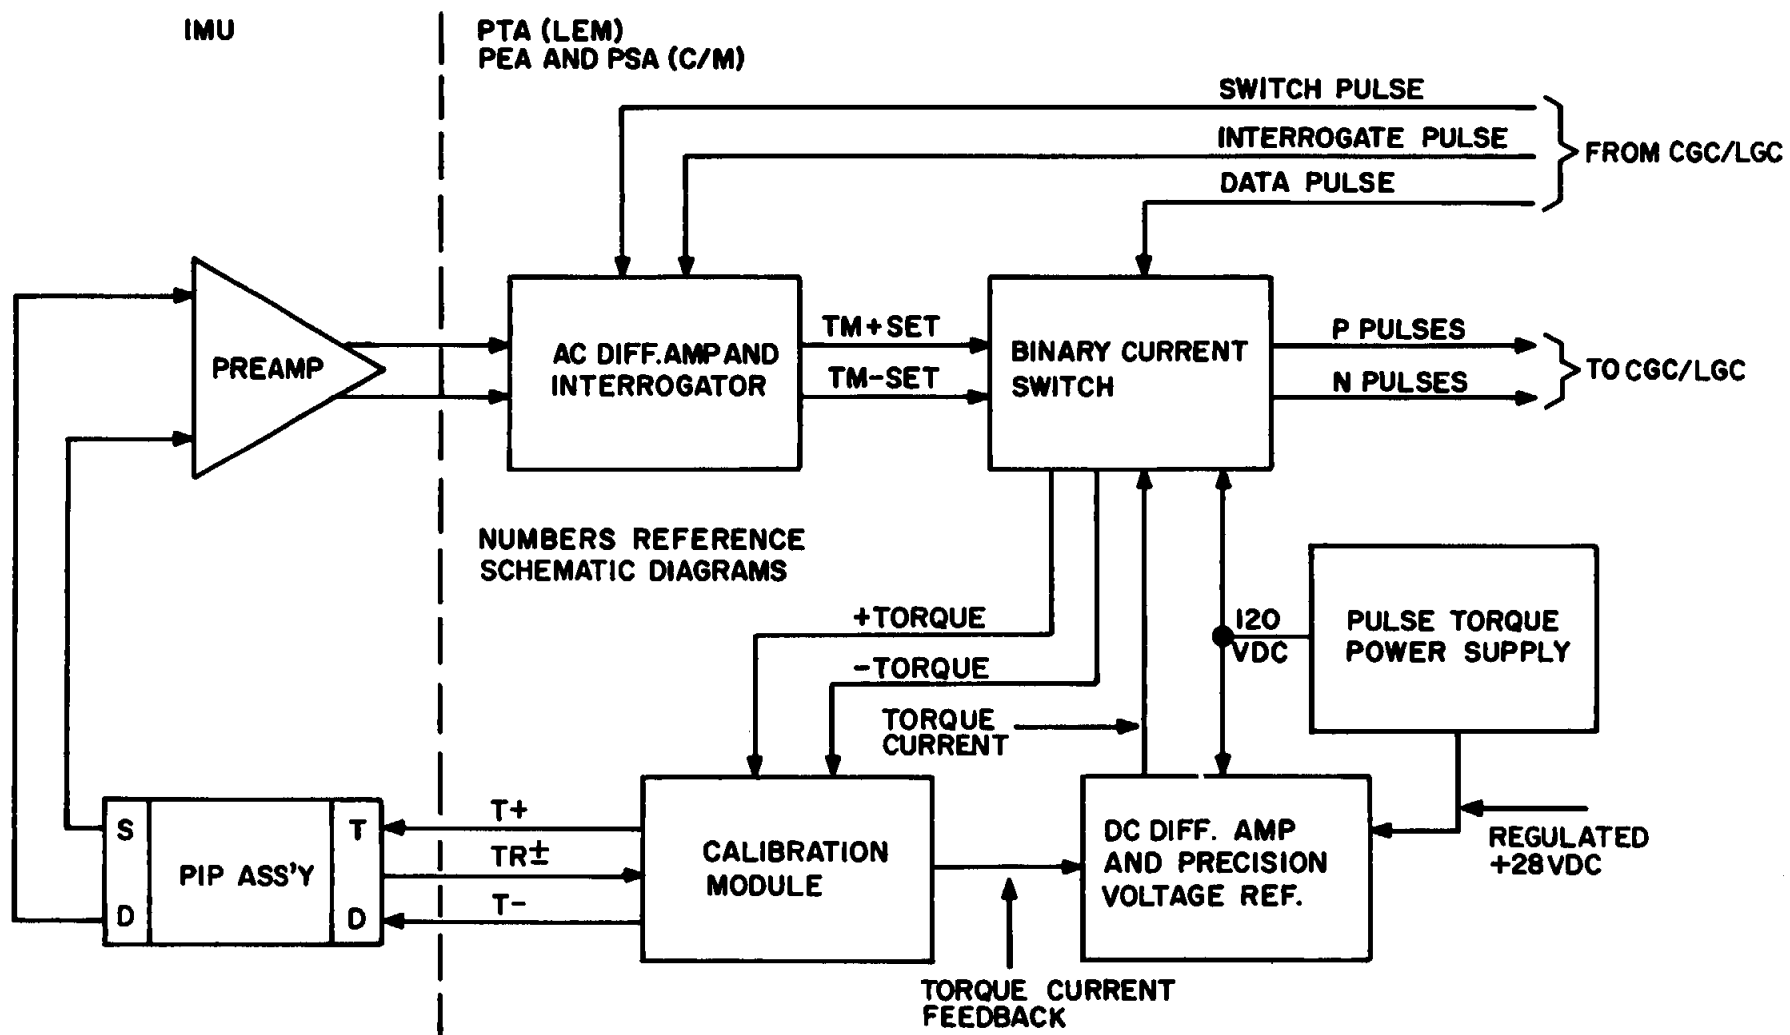 IMU
PTA (LEM)
PEA AND PSA (C/M)
SWITCH PULSE
INTERROGATE PULSE
DATA PULSE
FROM CGC/LGC
PREAMP
AC DIFF. AMP AND
INTERROGATOR
TM+SET
TM-SET
BINARY CURRENT
SWITCH
P PULSES
N PULSES
TO CGC/LGC
NUMBERS REFERENCE
SCHEMATIC DIAGRAMS
+TORQUE
-TORQUE
120
VDC
PULSE TORQUE
POWER SUPPLY
TORQUE
CURRENT
S
D
PIP ASS'Y
T
D
T+
TR±
T-
CALIBRATION
MODULE
DC DIFF. AMP
AND PRECISION
VOLTAGE REF.
REGULATED
+28VDC
TORQUE CURRENT
FEEDBACK